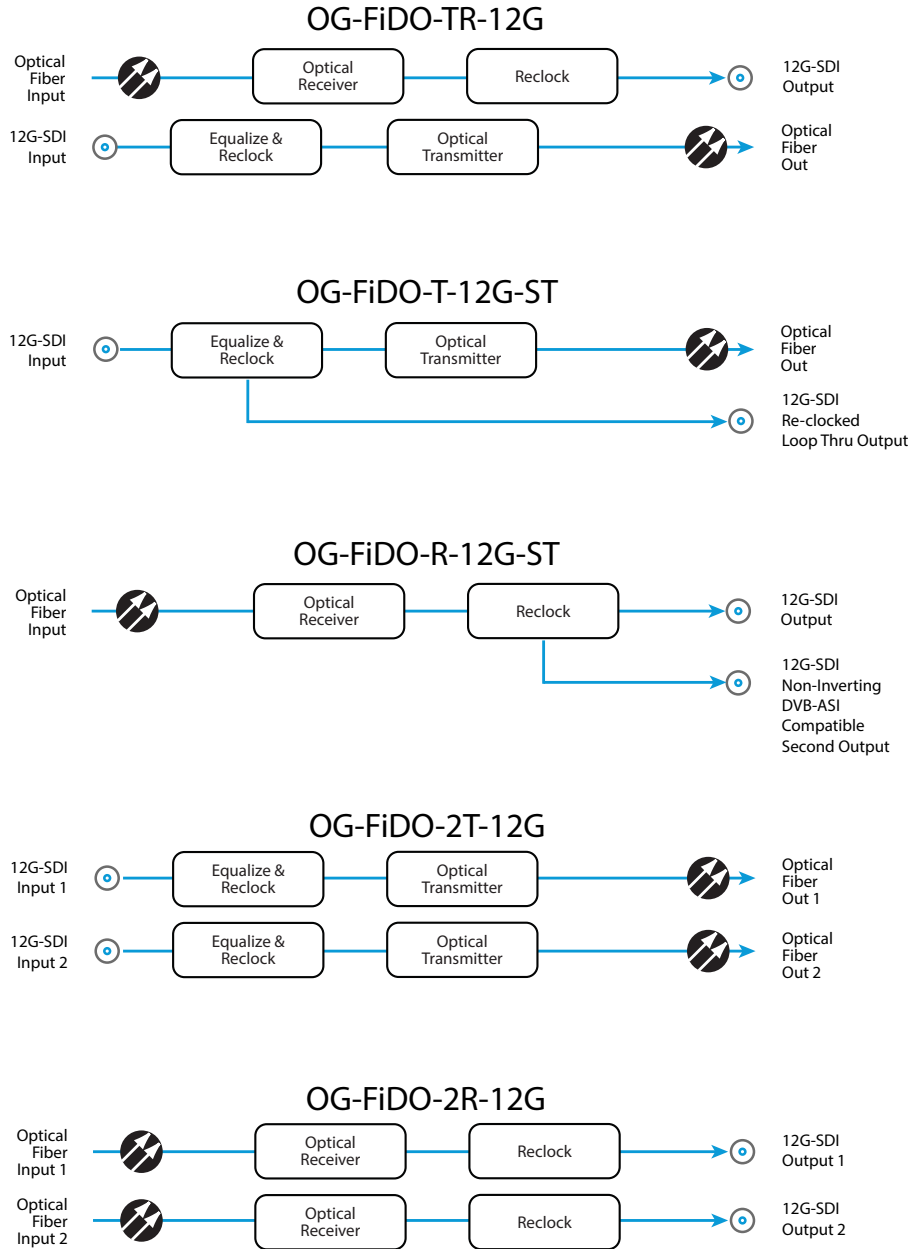 OG-FiDO-TR-12G
Optical
Fiber
Input
Optical
Receiver
Reclock
12G-SDI
Output
12G-SDI
Input
Equalize &
Reclock
Optical
Transmitter
Optical
Fiber
Out
OG-FiDO-T-12G-ST
12G-SDI
Input
Equalize &
Reclock
Optical
Transmitter
Optical
Fiber
Out
12G-SDI
Re-clocked
Loop Thru Output
OG-FiDO-R-12G-ST
Optical
Fiber
Input
Optical
Receiver
Reclock
12G-SDI
Output
12G-SDI
Non-Inverting
DVB-ASI
Compatible
Second Output
OG-FiDO-2T-12G
12G-SDI
Input 1
Equalize &
Reclock
Optical
Transmitter
Optical
Fiber
Out 1
12G-SDI
Input 2
Equalize &
Reclock
Optical
Transmitter
Optical
Fiber
Out 2
OG-FiDO-2R-12G
Optical
Fiber
Input 1
Optical
Receiver
Reclock
12G-SDI
Output 1
Optical
Fiber
Input 2
Optical
Receiver
Reclock
12G-SDI
Output 2